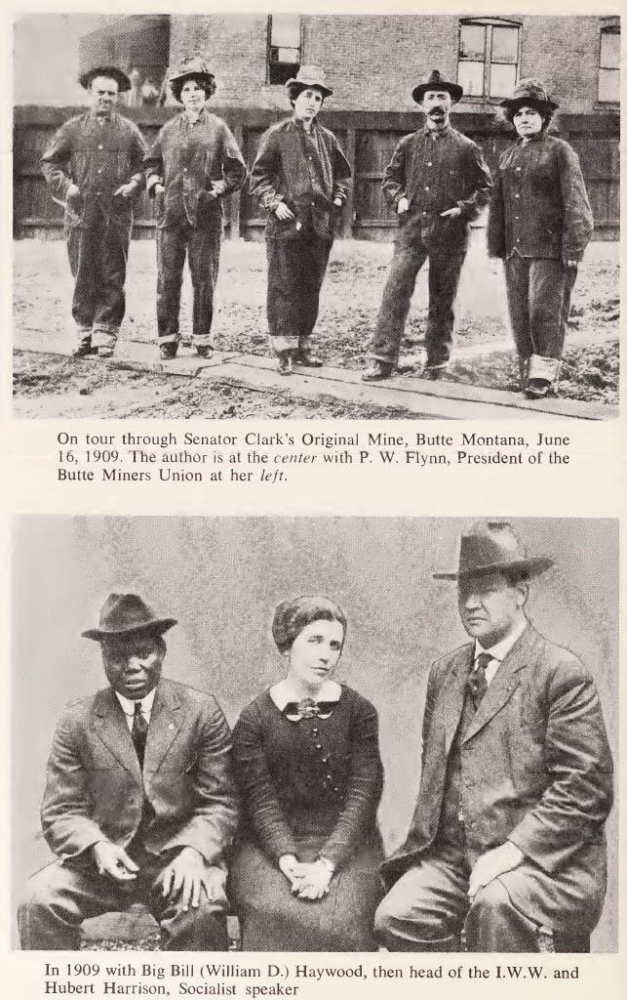 On tour through Senator Clark's Original Mine, Butte Montana, June
16, 1909. The author is at the center with P. W. Flynn, President of the
Butte Miners Union at her left.
In 1909 with Big Bill (William D.) Haywood, then head of the I.W.W. and
Hubert Harrison, Socialist speaker